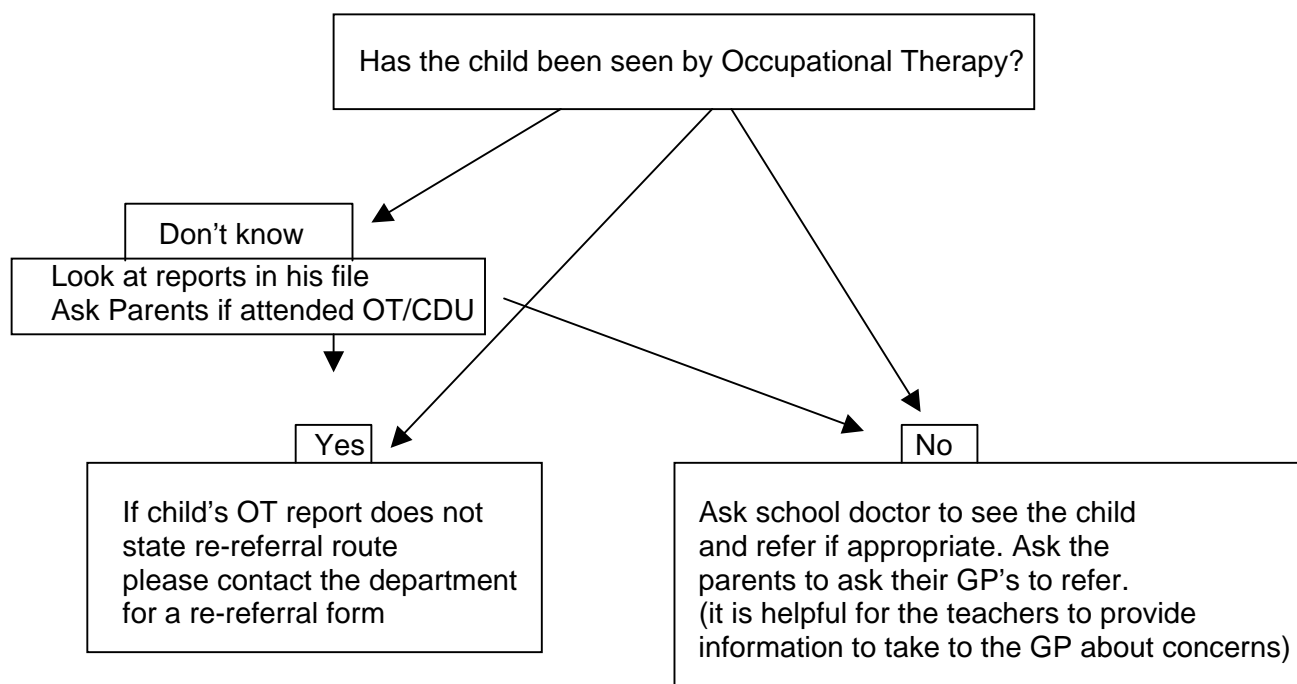 Has the child been seen by Occupational Therapy?
Don't know
Look at reports in his file
Ask Parents if attended OT/CDU
Yes
If child's OT report does not
state re-referral route
please contact the department
for a re-referral form
No
Ask school doctor to see the child
and refer if appropriate. Ask the
parents to ask their GP's to refer.
(it is helpful for the teachers to provide
information to take to the GP about concerns)